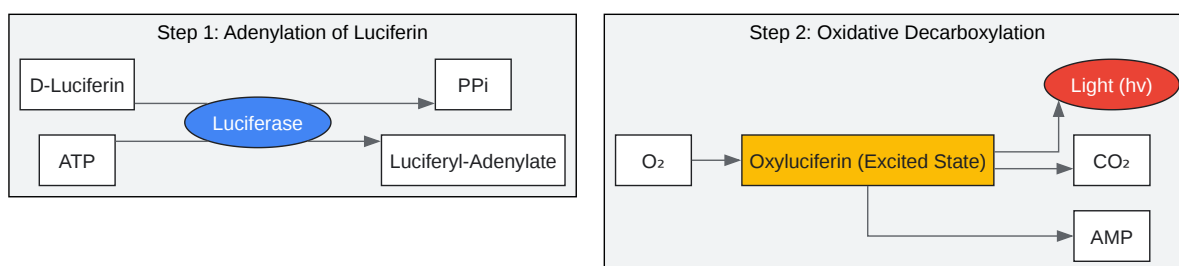 Step 1: Adenylation of Luciferin
D-Luciferin
PPi
Luciferase
ATP
Luciferyl-Adenylate
Step 2: Oxidative Decarboxylation
Light (hv)
O₂
Oxyluciferin (Excited State)
CO₂
AMP